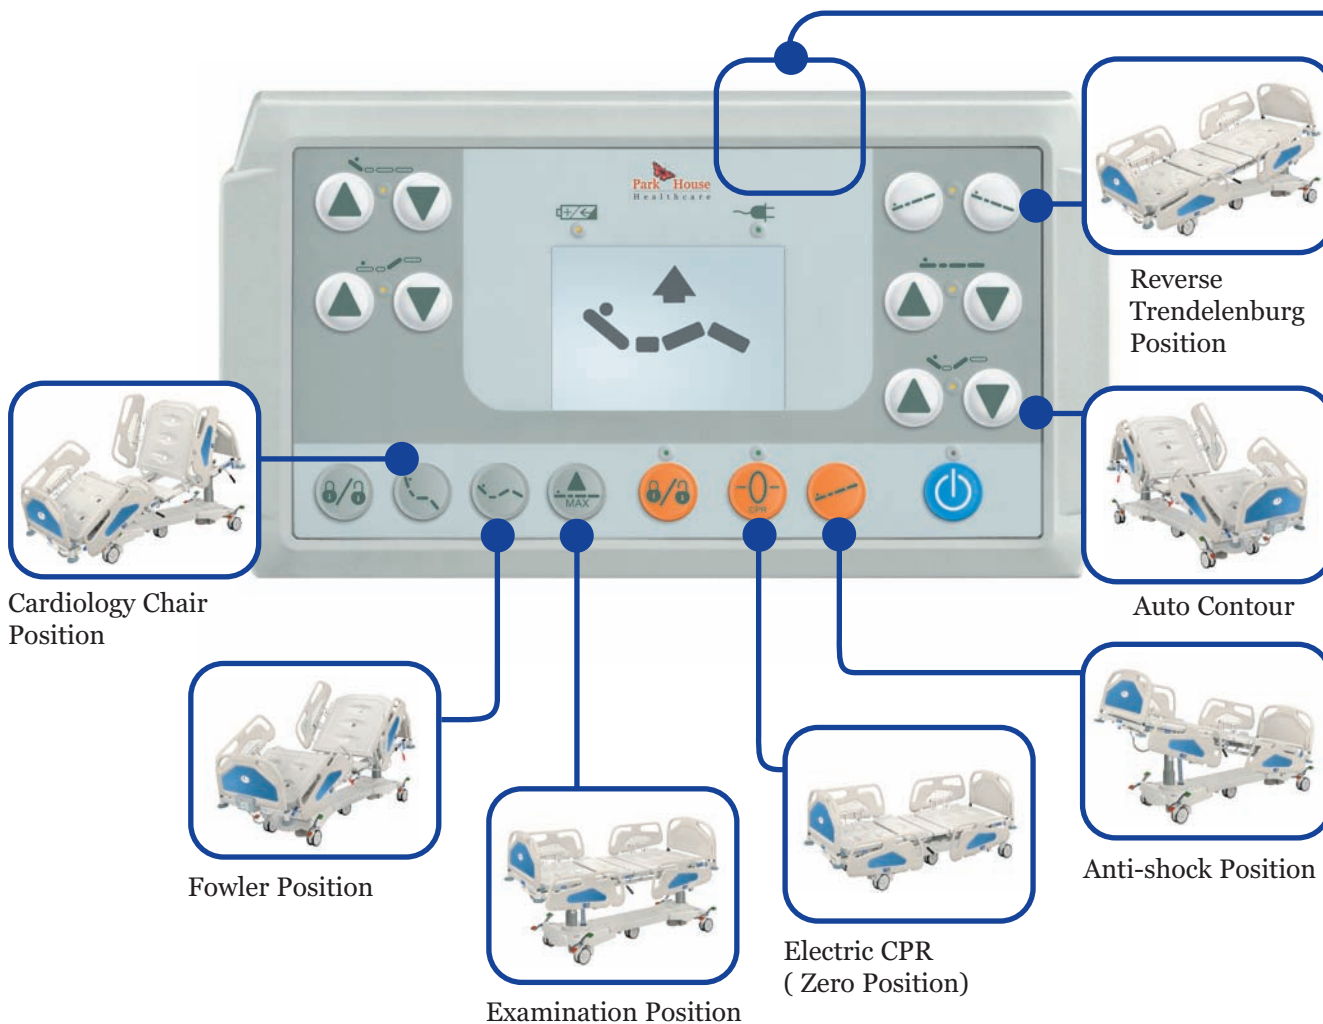 Park House
Healthcare
Reverse
Trendelenburg
Position
MAX
CPR
Cardiology Chair
Position
Auto Contour
Fowler Position
Anti-shock Position
Electric CPR
( Zero Position)
Examination Position